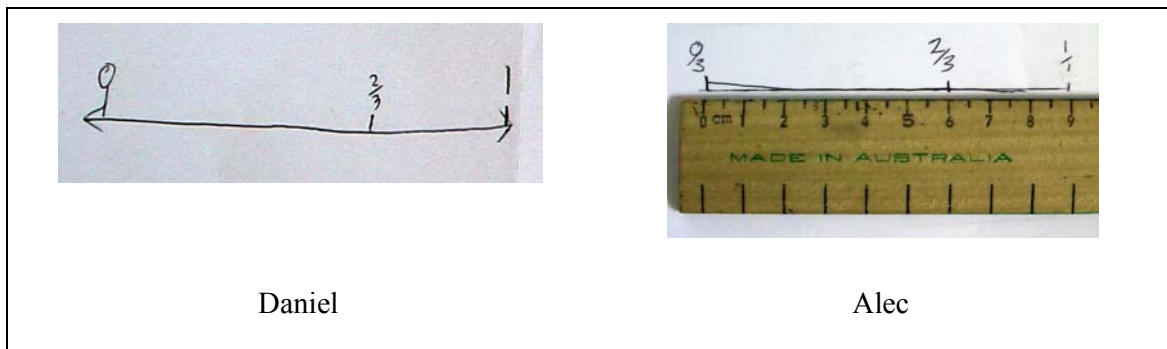 0 2/3 1
0/3 2/3 1/1
0 cm 1 2 3 4 5 6 7 8 9
MADE IN AUSTRALIA
Daniel Alec